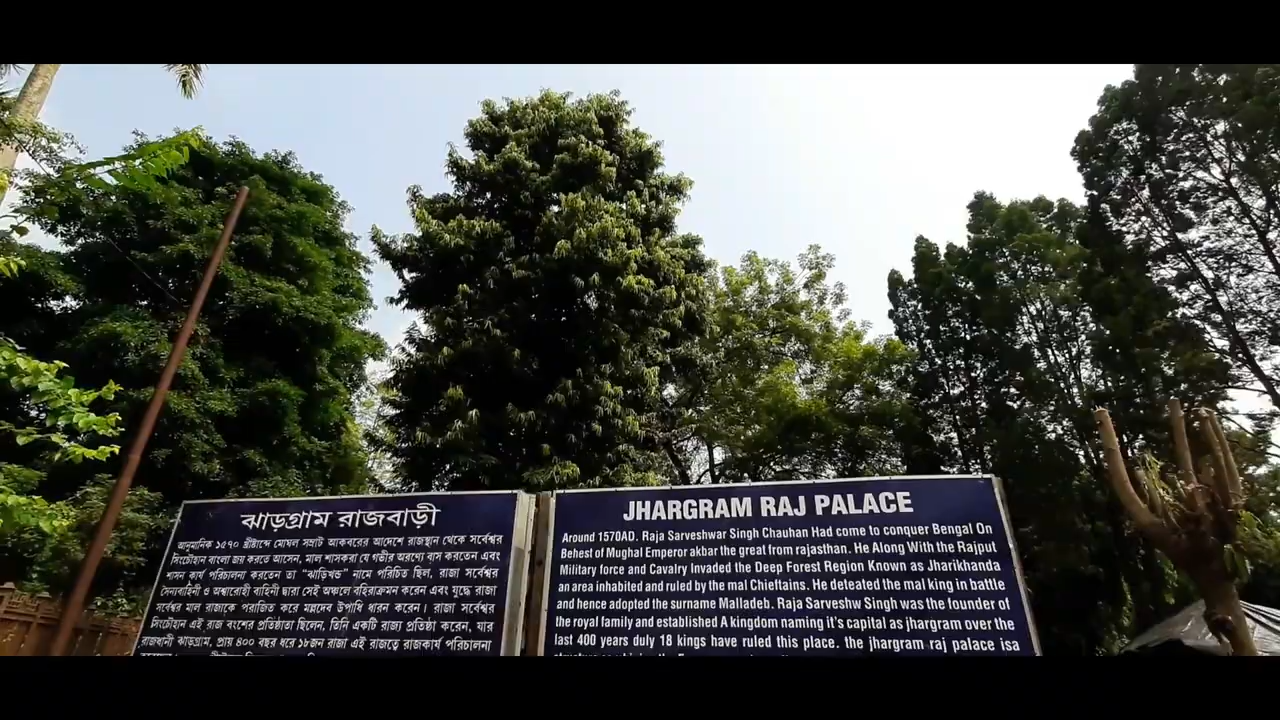 ঝাড়গ্রাম রাজবাড়ী
আনুমানিক ১৫৭০ খ্রীষ্টাব্দে মোঘল সম্রাট আকবরের আদেশে রাজস্থান থেকে সর্বেশ্বর
সিংচৌহান বাংলা জয় করতে আসেন, মাল শাসকরা যে গভীর অরণ্যে বাস করতেন এবং
শাসন কার্য পরিচালনা করতেন তা “ঝাড়িখন্ড” নামে পরিচিত ছিল, রাজা সর্বেশ্বর
সৈন্যবাহিনী ও অশ্বারোহী বাহিনী দ্বারা সেই অঞ্চলে বহিরাক্রমন করেন এবং যুদ্ধে রাজা
সর্বেশ্বর মাল রাজাকে পরাজিত করে মল্লদেব উপাধি ধারন করেন। রাজা সর্বেশ্বর
সিংচৌহান এই রাজ বংশের প্রতিষ্ঠাতা ছিলেন, তিনি একটি রাজ্য প্রতিষ্ঠা করেন, যার
রাজধানী ঝাড়গ্রাম, প্রায় ৪০০ বছর ধরে ১৮জন রাজা এই রাজত্বে রাজকার্য পরিচালনা
JHARGRAM RAJ PALACE
Around 1570AD. Raja Sarveshwar Singh Chauhan Had come to conquer Bengal On
Behest of Mughal Emperor akbar the great from rajasthan. He Along With the Rajput
Military force and Cavalry Invaded the Deep Forest Region Known as Jharikhanda
an area inhabited and ruled by the mal Chieftains. He deteated the mal king in battle
and hence adopted the surname Malladeb. Raja Sarveshw Singh was the founder of
the royal family and established A kingdom naming it's capital as jhargram over the
last 400 years duly 18 kings have ruled this place. the jhargram raj palace isa